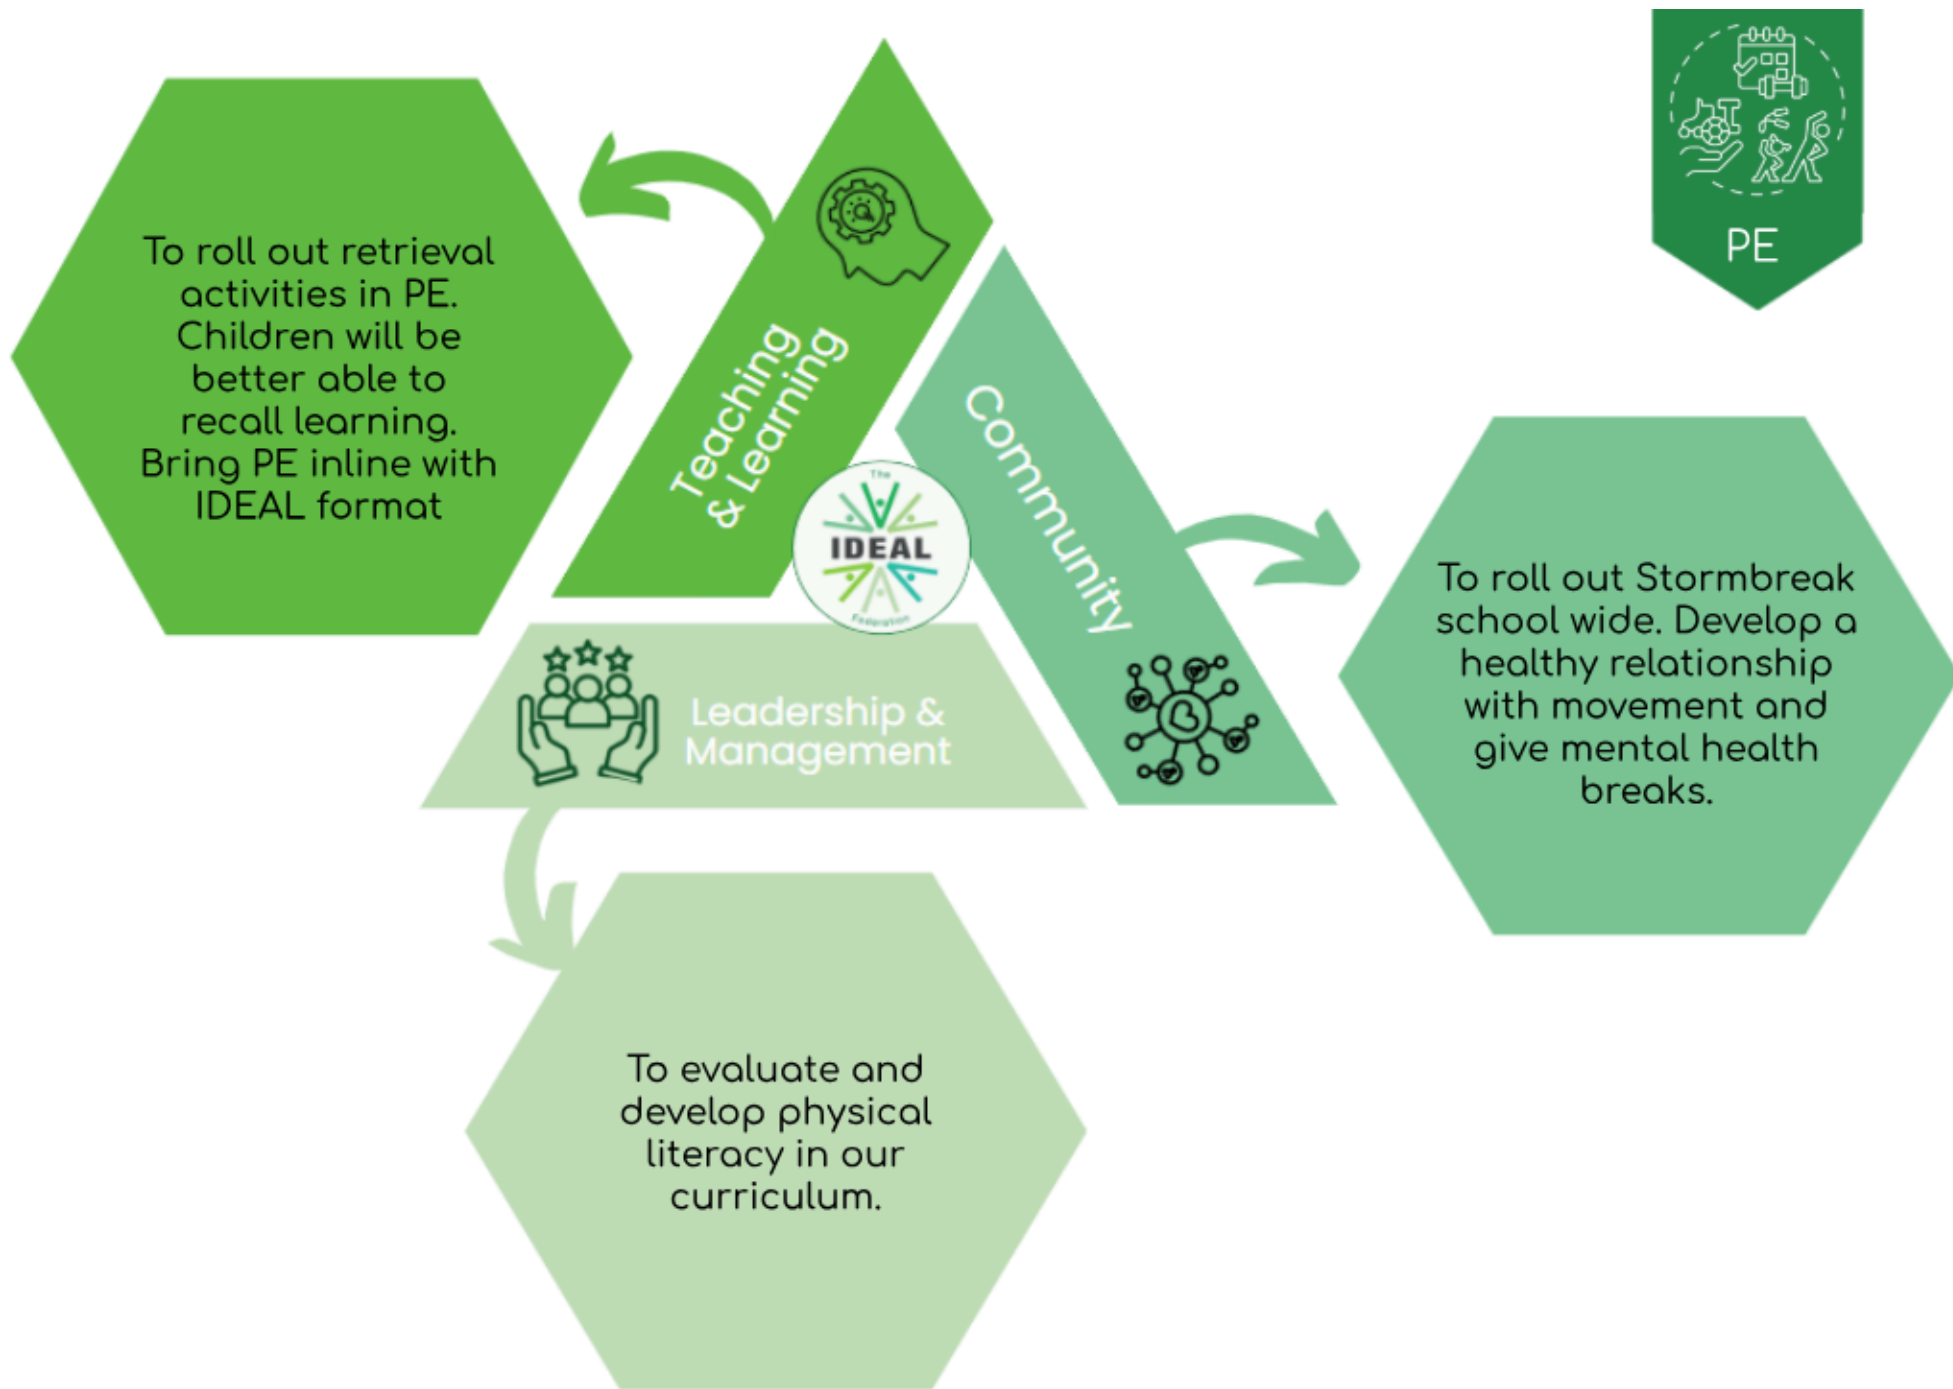 PE
To roll out retrieval
activities in PE.
Children will be
better able to
recall learning.
Bring PE inline with
IDEAL format
Teaching
& Learning
Community
The
IDEAL
Federation
Leadership &
Management
To roll out Stormbreak
school wide. Develop a
healthy relationship
with movement and
give mental health
breaks.
To evaluate and
develop physical
literacy in our
curriculum.